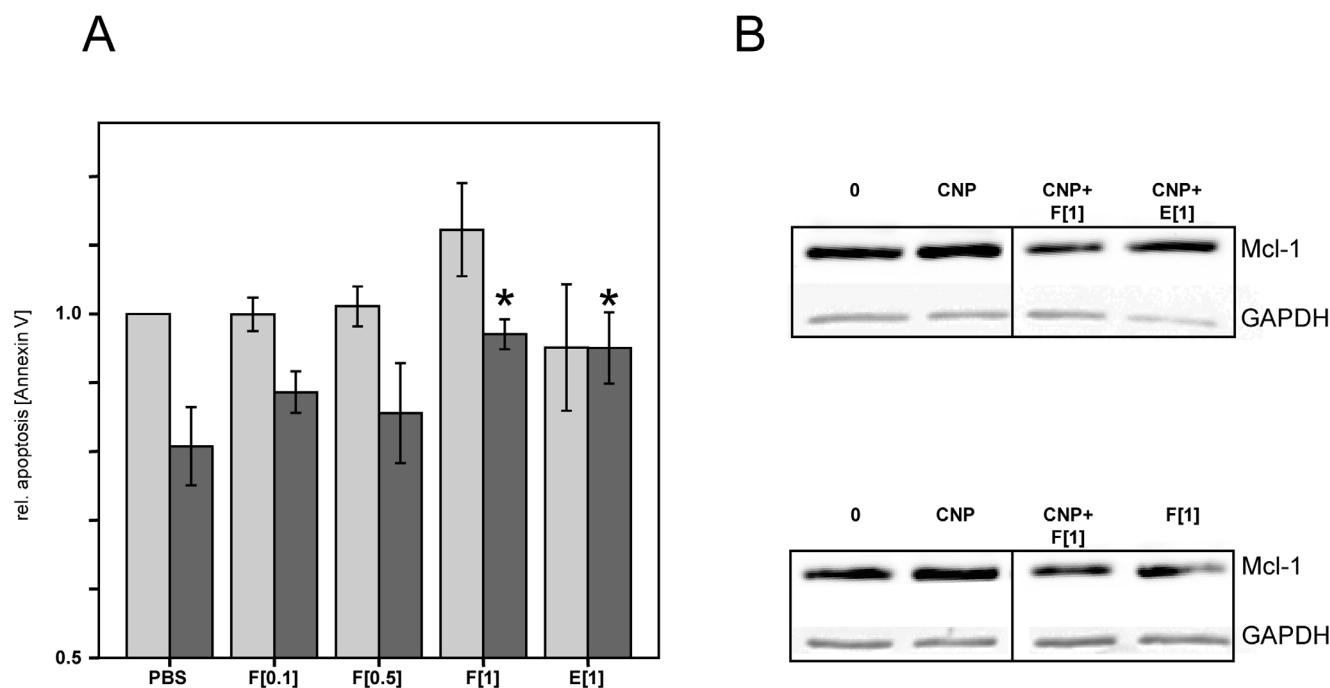 A
B
rel. apoptosis [Annexin V]
1.0
0.5
PBS F[0.1] F[0.5] F[1] E[1]
* *
0 CNP CNP+ CNP+
F[1] E[1]
Mcl-1
GAPDH
0 CNP CNP+ F[1]
F[1]
Mcl-1
GAPDH